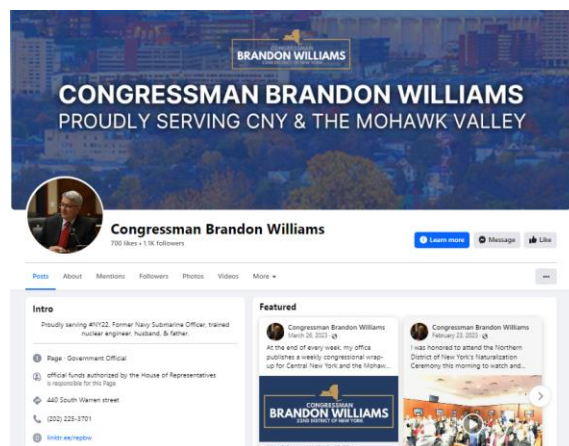 CONGRESSMAN
BRANDON WILLIAMS
22ND DISTRICT OF NEW YORK
CONGRESSMAN BRANDON WILLIAMS
PROUDLY SERVING CNY & THE MOHAWK VALLEY
Congressman Brandon Williams
700 likes • 1.1K followers
Learn more
Message
Like
Posts
About
Mentions
Followers
Photos
Videos
More
Intro
Proudly serving #NY22. Former Navy Submarine Officer, trained
nuclear engineer, husband, & father.
Page · Government Official
official funds authorized by the House of Representatives
is responsible for this Page
440 South Warren street
(202) 225-3701
linktr.ee/repbw
Featured
Congressman Brandon Williams
March 26, 2023 ·
At the end of every week, my office
publishes a weekly congressional wrap-
up for Central New York and the Mohaw...
CONGRESSMAN
BRANDON WILLIAMS
22ND DISTRICT OF NEW YORK
Congressman Brandon Williams
February 23, 2023 ·
I was honored to attend the Northern
District of New York's Naturalization
Ceremony this morning to watch and...